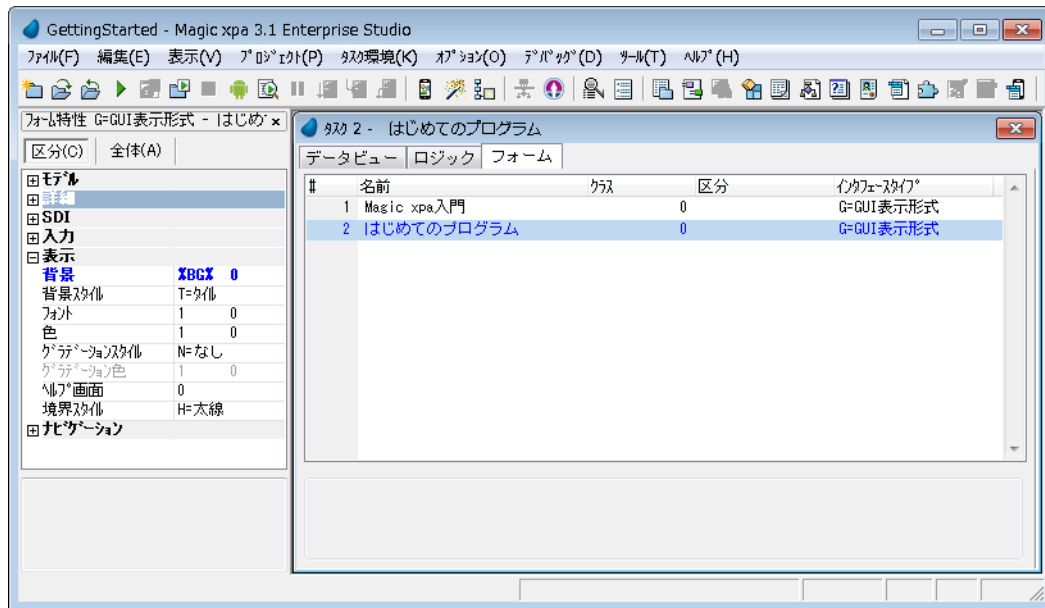 GettingStarted - Magic xpa 3.1 Enterprise Studio
ﾌｧｲﾙ(F) 編集(E) 表示(V) ﾌﾟﾛｼﾞｪｸﾄ(P) ﾀｽｸ環境(K) ｵﾌﾟｼｮﾝ(O) ﾃﾞﾊﾞｯｸﾞ(D) ﾂｰﾙ(T) ﾍﾙﾌﾟ(H)
ﾌｫｰﾑ特性 G=GUI表示形式 - はじめ
区分(C) 全体(A)
ﾓﾃﾞﾙ
詳細
SDI
入力
表示
背景 %BG% 0
背景ｽﾀｲﾙ T=ﾀｲﾙ
ﾌｫﾝﾄ 1 0
色 1 0
ｸﾞﾗﾃﾞｰｼｮﾝｽﾀｲﾙ N=なし
ｸﾞﾗﾃﾞｰｼｮﾝ色 1 0
ﾍﾙﾌﾟ画面 0
境界ｽﾀｲﾙ H=太線
ﾅﾋﾞｹﾞｰｼｮﾝ
ﾀｽｸ 2 - はじめてのプログラム
データビュー ロジック フォーム
# 名前 ｸﾗｽ 区分 ｲﾝﾀﾌｪｰｽﾀｲﾌﾟ
1 Magic xpa入門 0 G=GUI表示形式
2 はじめてのプログラム 0 G=GUI表示形式